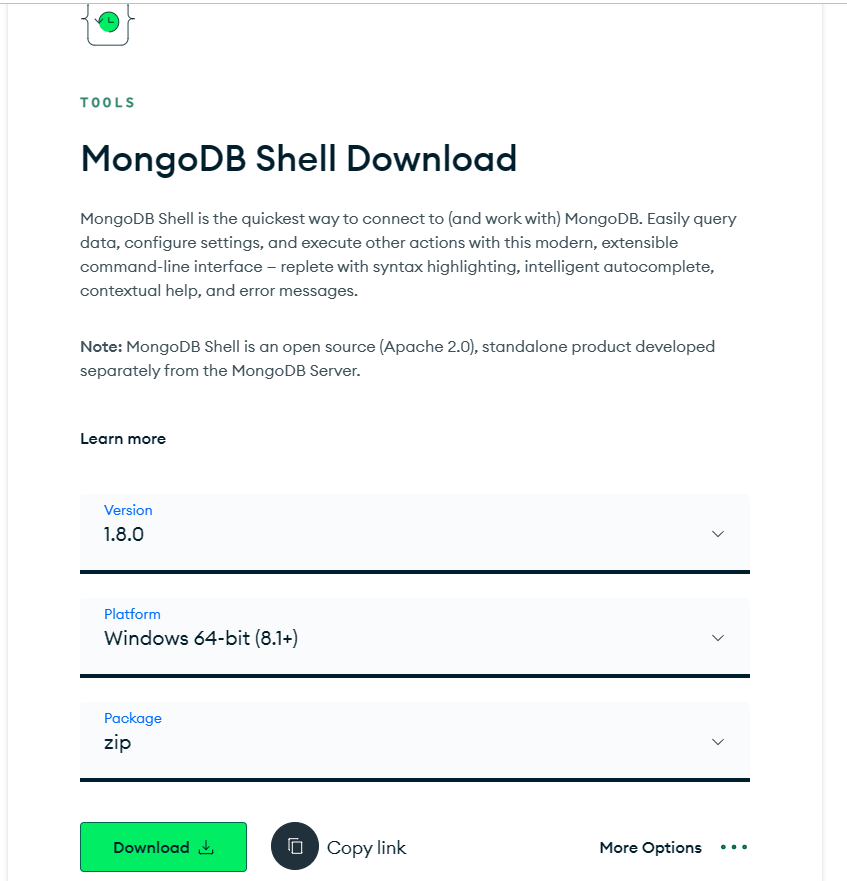 TOOLS
MongoDB Shell Download
MongoDB Shell is the quickest way to connect to (and work with) MongoDB. Easily query
data, configure settings, and execute other actions with this modern, extensible
command-line interface – replete with syntax highlighting, intelligent autocomplete,
contextual help, and error messages.
Note: MongoDB Shell is an open source (Apache 2.0), standalone product developed
separately from the MongoDB Server.
Learn more
Version
1.8.0
Platform
Windows 64-bit (8.1+)
Package
zip
Download
Copy link
More Options